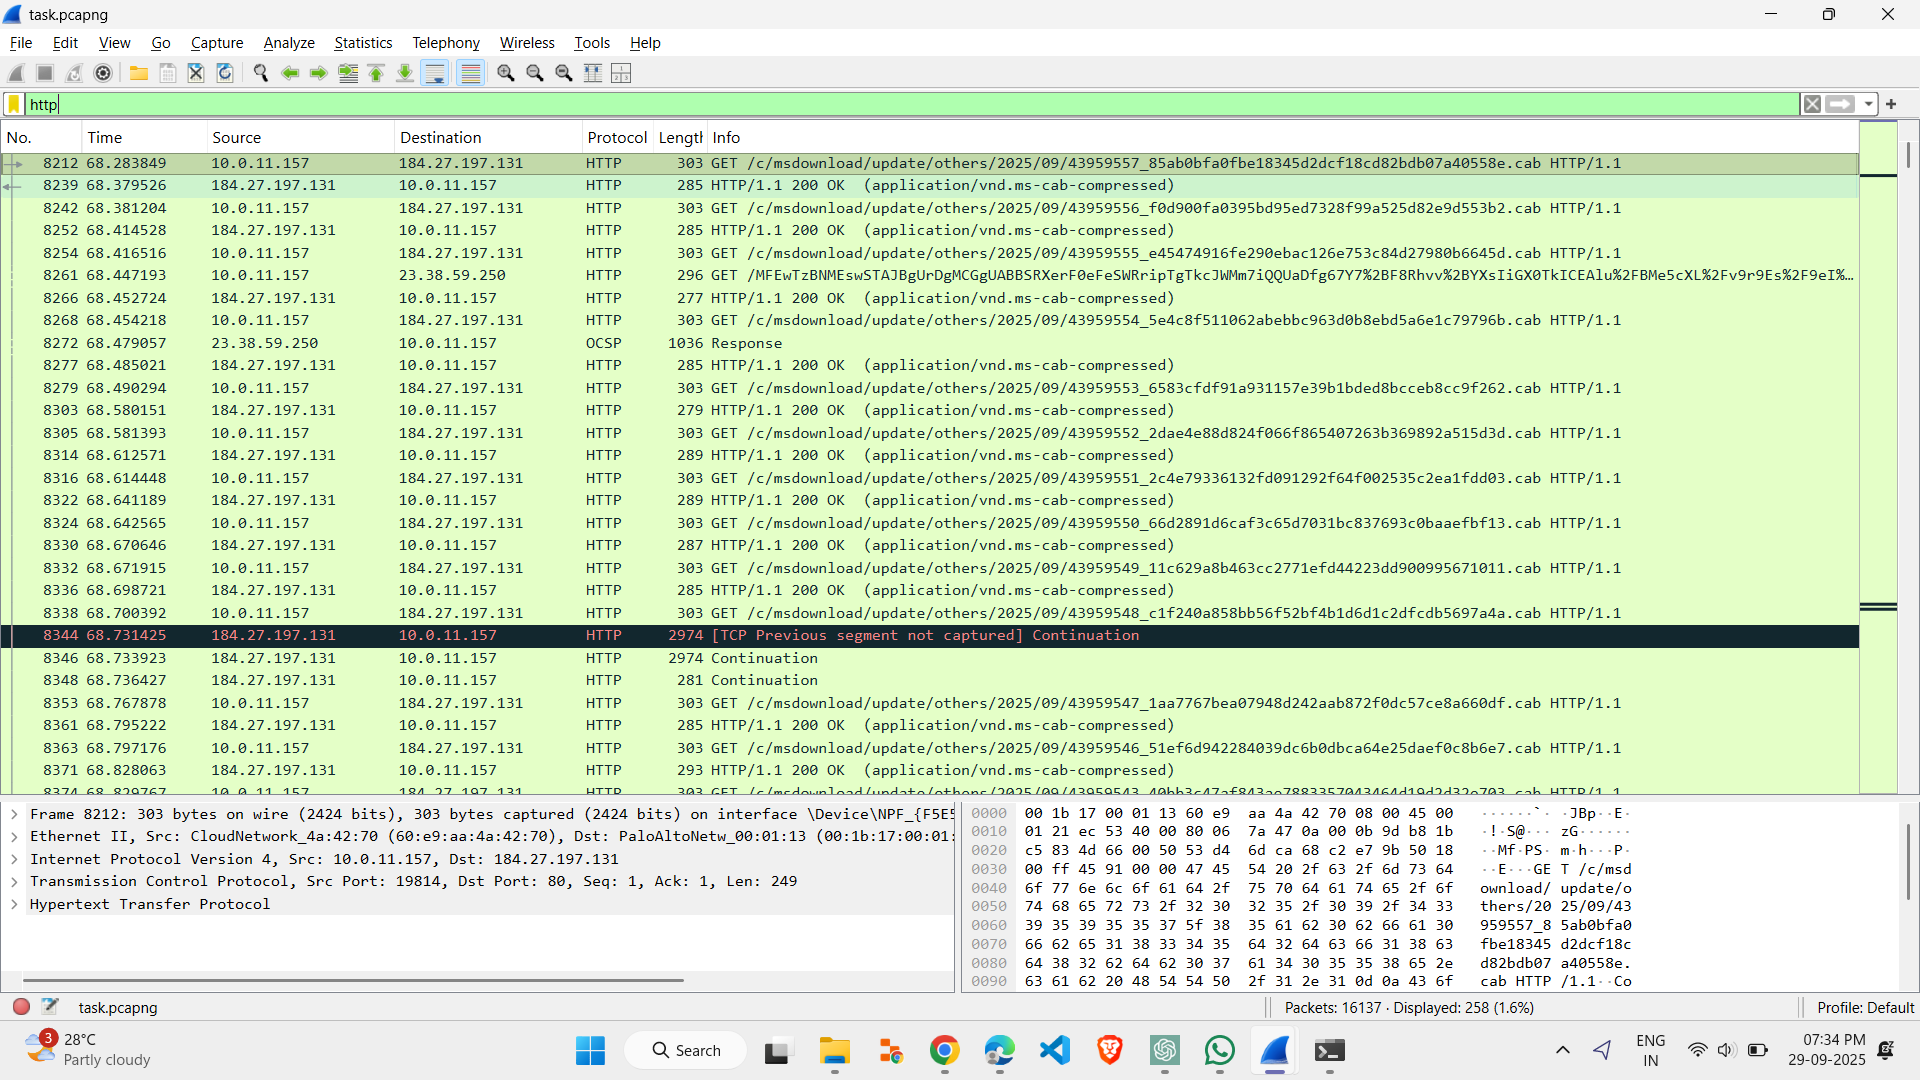 task.pcapng
File Edit View Go Capture Analyze Statistics Telephony Wireless Tools Help
http
No. Time Source Destination Protocol Length Info
8212 68.283849 10.0.11.157 184.27.197.131 HTTP 303 GET /c/msdownload/update/others/2025/09/43959557_85ab0bfa0fbe18345d2dcf18cd82bdb07a40558e.cab HTTP/1.1
8239 68.379526 184.27.197.131 10.0.11.157 HTTP 285 HTTP/1.1 200 OK (application/vnd.ms-cab-compressed)
8242 68.381204 10.0.11.157 184.27.197.131 HTTP 303 GET /c/msdownload/update/others/2025/09/43959556_f0d900fa0395bd95ed7328f99a525d82e9d553b2.cab HTTP/1.1
8252 68.414528 184.27.197.131 10.0.11.157 HTTP 285 HTTP/1.1 200 OK (application/vnd.ms-cab-compressed)
8254 68.416516 10.0.11.157 184.27.197.131 HTTP 303 GET /c/msdownload/update/others/2025/09/43959555_e45474916fe290ebac126e753c84d27980b6645d.cab HTTP/1.1
8261 68.447193 10.0.11.157 23.38.59.250 HTTP 296 GET /MFEwTzBNMEswSTAJBgUrDgMCGgUABBSRXerF0eFeSWRripTgTkcJWMm7iQQUaDfg67Y7%2BF8Rhvv%2BYXsIiGX0TkICEAlu%2FBMe5cXL%2Fv9r9Es%2F9eI%…
8266 68.452724 184.27.197.131 10.0.11.157 HTTP 277 HTTP/1.1 200 OK (application/vnd.ms-cab-compressed)
8268 68.454218 10.0.11.157 184.27.197.131 HTTP 303 GET /c/msdownload/update/others/2025/09/43959554_5e4c8f511062abebbc963d0b8ebd5a6e1c79796b.cab HTTP/1.1
8272 68.479057 23.38.59.250 10.0.11.157 OCSP 1036 Response
8277 68.485021 184.27.197.131 10.0.11.157 HTTP 285 HTTP/1.1 200 OK (application/vnd.ms-cab-compressed)
8279 68.490294 10.0.11.157 184.27.197.131 HTTP 303 GET /c/msdownload/update/others/2025/09/43959553_6583cfdf91a931157e39b1bded8bcceb8cc9f262.cab HTTP/1.1
8303 68.580151 184.27.197.131 10.0.11.157 HTTP 279 HTTP/1.1 200 OK (application/vnd.ms-cab-compressed)
8305 68.581393 10.0.11.157 184.27.197.131 HTTP 303 GET /c/msdownload/update/others/2025/09/43959552_2dae4e88d824f066f865407263b369892a515d3d.cab HTTP/1.1
8314 68.612571 184.27.197.131 10.0.11.157 HTTP 289 HTTP/1.1 200 OK (application/vnd.ms-cab-compressed)
8316 68.614448 10.0.11.157 184.27.197.131 HTTP 303 GET /c/msdownload/update/others/2025/09/43959551_2c4e79336132fd091292f64f002535c2ea1fdd03.cab HTTP/1.1
8322 68.641189 184.27.197.131 10.0.11.157 HTTP 289 HTTP/1.1 200 OK (application/vnd.ms-cab-compressed)
8324 68.642565 10.0.11.157 184.27.197.131 HTTP 303 GET /c/msdownload/update/others/2025/09/43959550_66d2891d6caf3c65d7031bc837693c0baaefbf13.cab HTTP/1.1
8330 68.670646 184.27.197.131 10.0.11.157 HTTP 287 HTTP/1.1 200 OK (application/vnd.ms-cab-compressed)
8332 68.671915 10.0.11.157 184.27.197.131 HTTP 303 GET /c/msdownload/update/others/2025/09/43959549_11c629a8b463cc2771efd44223dd900995671011.cab HTTP/1.1
8336 68.698721 184.27.197.131 10.0.11.157 HTTP 285 HTTP/1.1 200 OK (application/vnd.ms-cab-compressed)
8338 68.700392 10.0.11.157 184.27.197.131 HTTP 303 GET /c/msdownload/update/others/2025/09/43959548_c1f240a858bb56f52bf4b1d6d1c2dfcdb5697a4a.cab HTTP/1.1
8344 68.731425 184.27.197.131 10.0.11.157 HTTP 2974 [TCP Previous segment not captured] Continuation
8346 68.733923 184.27.197.131 10.0.11.157 HTTP 2974 Continuation
8348 68.736427 184.27.197.131 10.0.11.157 HTTP 281 Continuation
8353 68.767878 10.0.11.157 184.27.197.131 HTTP 303 GET /c/msdownload/update/others/2025/09/43959547_1aa7767bea07948d242aab872f0dc57ce8a660df.cab HTTP/1.1
8361 68.795222 184.27.197.131 10.0.11.157 HTTP 285 HTTP/1.1 200 OK (application/vnd.ms-cab-compressed)
8363 68.797176 10.0.11.157 184.27.197.131 HTTP 303 GET /c/msdownload/update/others/2025/09/43959546_51ef6d942284039dc6b0dbca64e25daef0c8b6e7.cab HTTP/1.1
8371 68.828063 184.27.197.131 10.0.11.157 HTTP 293 HTTP/1.1 200 OK (application/vnd.ms-cab-compressed)
8374 68.829767 10.0.11.157 184.27.197.131 HTTP 303
Frame 8212: 303 bytes on wire (2424 bits), 303 bytes captured (2424 bits) on interface \Device\NPF_{F5E5
Ethernet II, Src: CloudNetwork_4a:42:70 (60:e9:aa:4a:42:70), Dst: PaloAltoNetw_00:01:13 (00:1b:17:00:01:
Internet Protocol Version 4, Src: 10.0.11.157, Dst: 184.27.197.131
Transmission Control Protocol, Src Port: 19814, Dst Port: 80, Seq: 1, Ack: 1, Len: 249
Hypertext Transfer Protocol
0000 00 1b 17 00 01 13 60 e9 aa 4a 42 70 08 00 45 00 ······`· ·JBp··E·
0010 01 21 ec 53 40 00 80 06 7a 47 0a 00 0b 9d b8 1b ·!·S@··· zG······
0020 c5 83 4d 66 00 50 53 d4 6d ca 68 c2 e7 9b 50 18 ··Mf·PS· m·h···P·
0030 00 ff 45 91 00 00 47 45 54 20 2f 63 2f 6d 73 64 ··E···GE T /c/msd
0040 6f 77 6e 6c 6f 61 64 2f 75 70 64 61 74 65 2f 6f ownload/ update/o
0050 74 68 65 72 73 2f 32 30 32 35 2f 30 39 2f 34 33 thers/20 25/09/43
0060 39 35 39 35 35 37 5f 38 35 61 62 30 62 66 61 30 959557_8 5ab0bfa0
0070 66 62 65 31 38 33 34 35 64 32 64 63 66 31 38 63 fbe18345 d2dcf18c
0080 64 38 32 62 64 62 30 37 61 34 30 35 35 38 65 2e d82bdb07 a40558e.
0090 63 61 62 20 48 54 54 50 2f 31 2e 31 0d 0a 43 6f cab HTTP /1.1··Co
task.pcapng
Packets: 16137 · Displayed: 258 (1.6%)
Profile: Default
3
28°C
Partly cloudy
Search
ENG
IN
07:34 PM
29-09-2025